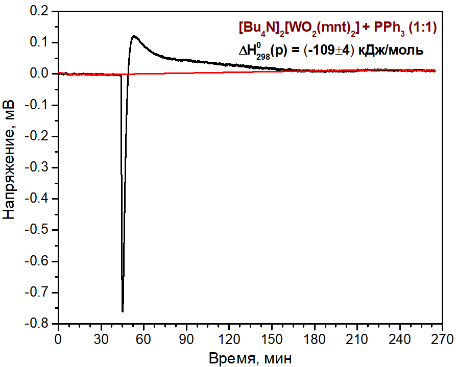 [Bu₄N]₂[WO₂(mnt)₂] + PPh₃ (1:1)
ΔH⁰₂₉₈(р) = (-109±4) кДж/моль
Напряжение, мВ
0.2
0.1
0.0
-0.1
-0.2
-0.3
-0.4
-0.5
-0.6
-0.7
-0.8
0 30 60 90 120 150 180 210 240 270
Время, мин